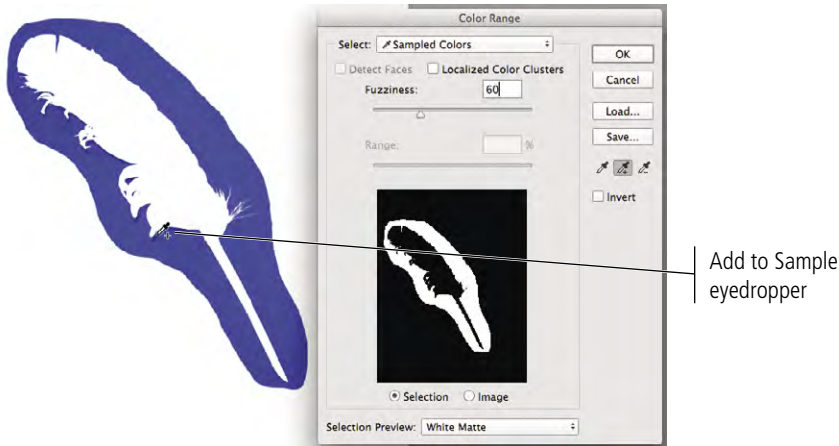 Color Range
Select: Sampled Colors
Detect Faces Localized Color Clusters
Fuzziness: 60
Range: %
Selection Image
Selection Preview: White Matte
OK
Cancel
Load...
Save...
Invert
Add to Sample
eyedropper